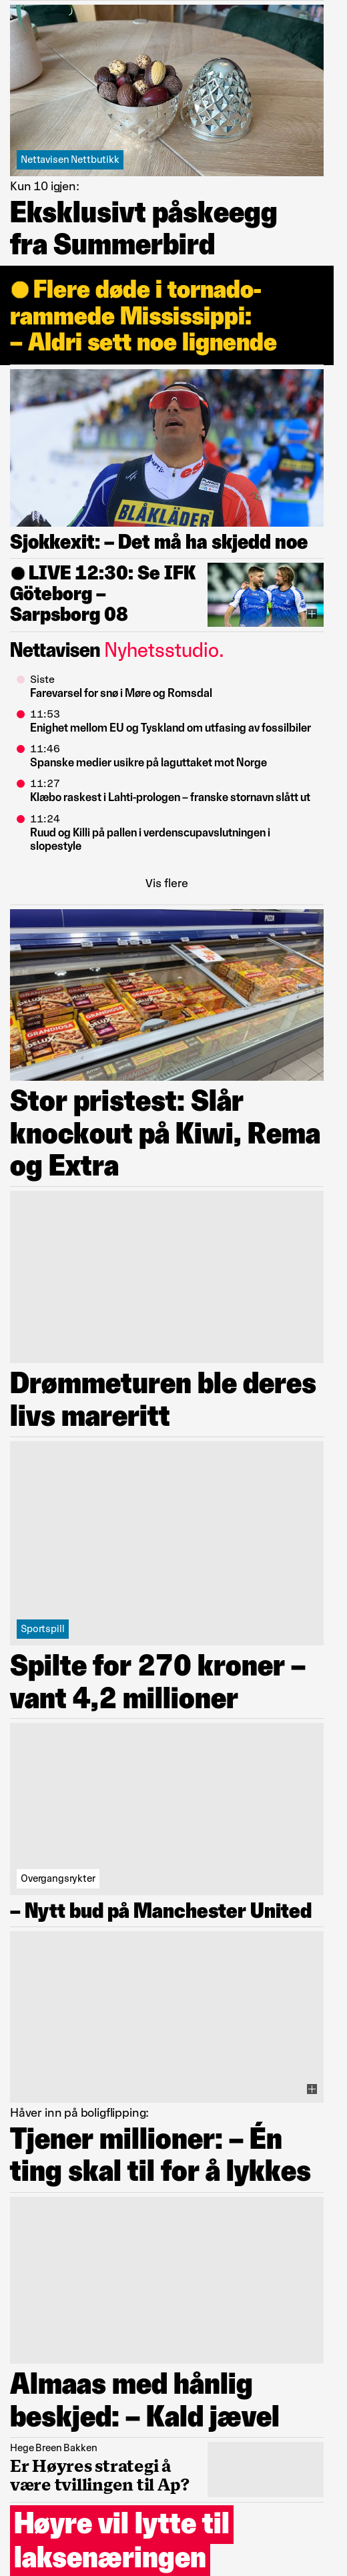 Nettavisen Nettbutikk
Kun 10 igjen:
Eksklusivt påskeegg
fra Summerbird
Flere døde i tornado-
rammede Mississippi:
– Aldri sett noe lignende
BLÅKLÄDER
Sjokkexit: – Det må ha skjedd noe
LIVE 12:30: Se IFK
Göteborg –
Sarpsborg 08
Nettavisen Nyhetsstudio.
Siste
Farevarsel for snø i Møre og Romsdal
11:53
Enighet mellom EU og Tyskland om utfasing av fossilbiler
11:46
Spanske medier usikre på laguttaket mot Norge
11:27
Klæbo raskest i Lahti-prologen – franske stornavn slått ut
11:24
Ruud og Killi på pallen i verdenscupavslutningen i
slopestyle
Vis flere
PIZZA
GRANDIOSA
GRANDIOSA
Stor pristest: Slår
knockout på Kiwi, Rema
og Extra
Drømmeturen ble deres
livs mareritt
Sportspill
Spilte for 270 kroner –
vant 4,2 millioner
Overgangsrykter
– Nytt bud på Manchester United
Håver inn på boligflipping:
Tjener millioner: – Én
ting skal til for å lykkes
Almaas med hånlig
beskjed: – Kald jævel
Hege Breen Bakken
Er Høyres strategi å
være tvillingen til Ap?
Høyre vil lytte til
laksenæringen